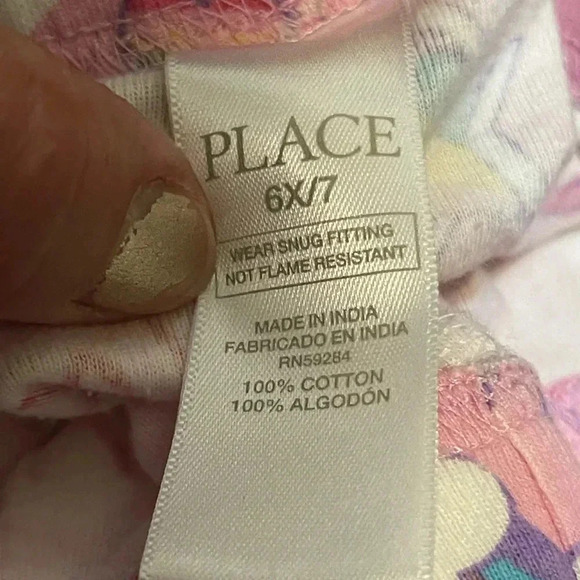 PLACE
6X/7
WEAR SNUG FITTING
NOT FLAME RESISTANT
MADE IN INDIA
FABRICADO EN INDIA
RN59284
100% COTTON
100% ALGODÓN